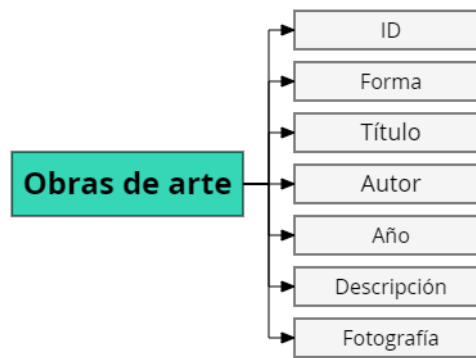 Obras de arte
ID
Forma
Título
Autor
Año
Descripción
Fotografía